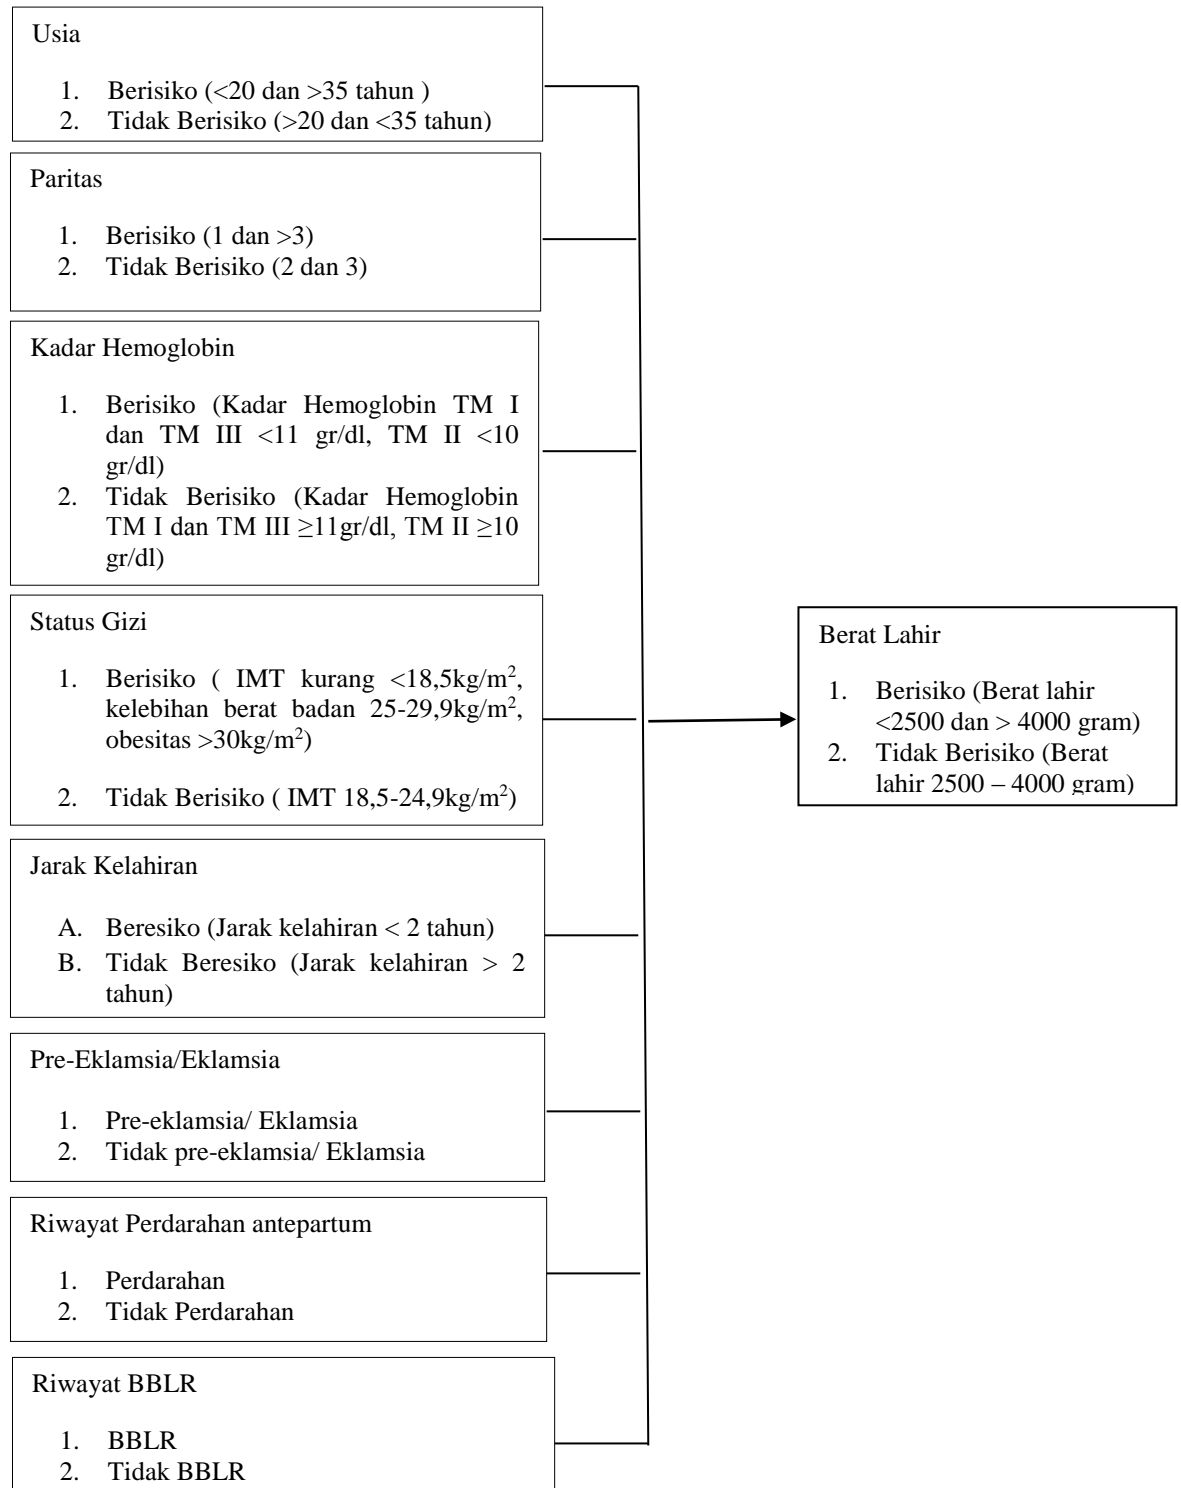 Usia
1. Berisiko (<20 dan >35 tahun )
2. Tidak Berisiko (>20 dan <35 tahun)
Paritas
1. Berisiko (1 dan >3)
2. Tidak Berisiko (2 dan 3)
Kadar Hemoglobin
1. Berisiko (Kadar Hemoglobin TM I
dan TM III <11 gr/dl, TM II <10
gr/dl)
2. Tidak Berisiko (Kadar Hemoglobin
TM I dan TM III ≥11gr/dl, TM II ≥10
gr/dl)
Status Gizi
1. Berisiko ( IMT kurang <18,5kg/m²,
kelebihan berat badan 25-29,9kg/m²,
obesitas >30kg/m²)
2. Tidak Berisiko ( IMT 18,5-24,9kg/m²)
Jarak Kelahiran
A. Beresiko (Jarak kelahiran < 2 tahun)
B. Tidak Beresiko (Jarak kelahiran > 2
tahun)
Pre-Eklamsia/Eklamsia
1. Pre-eklamsia/ Eklamsia
2. Tidak pre-eklamsia/ Eklamsia
Riwayat Perdarahan antepartum
1. Perdarahan
2. Tidak Perdarahan
Riwayat BBLR
1. BBLR
2. Tidak BBLR
Berat Lahir
1. Berisiko (Berat lahir
<2500 dan > 4000 gram)
2. Tidak Berisiko (Berat
lahir 2500 – 4000 gram)